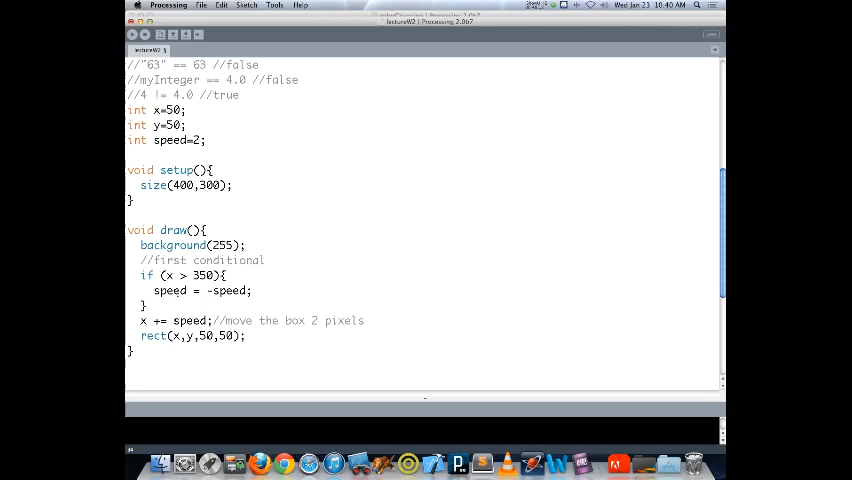 Processing File Edit Sketch Tools Help Wed Jan 23 10:40 AM
lectureW2 | Processing 2.0b7
lectureW2 §
//"63" == 63 //false
//myInteger == 4.0 //false
//4 != 4.0 //true
int x=50;
int y=50;
int speed=2;
void setup(){
size(400,300);
}
void draw(){
background(255);
//first conditional
if (x > 350){
speed = -speed;
}
x += speed;//move the box 2 pixels
rect(x,y,50,50);
}
34